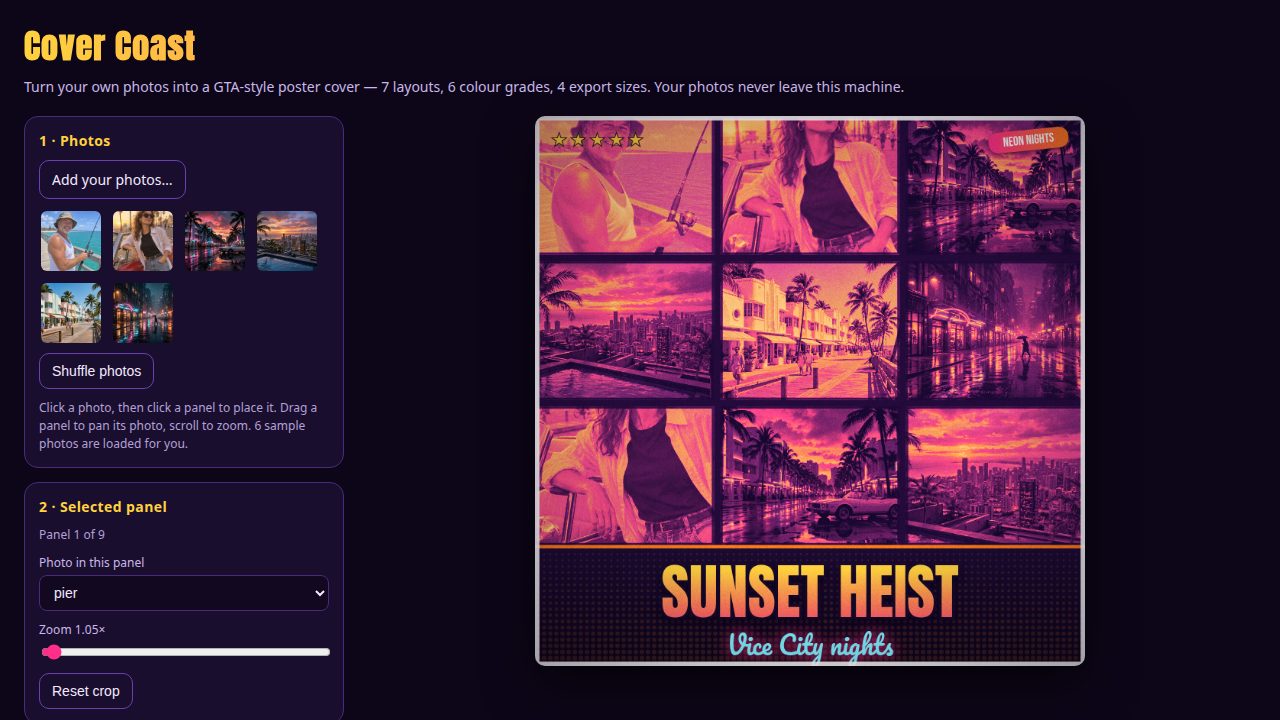 Cover Coast
Turn your own photos into a GTA-style poster cover — 7 layouts, 6 colour grades, 4 export sizes. Your photos never leave this machine.
1 · Photos
Add your photos...
Shuffle photos
Click a photo, then click a panel to place it. Drag a
panel to pan its photo, scroll to zoom. 6 sample
photos are loaded for you.
2 · Selected panel
Panel 1 of 9
Photo in this panel
pier
Zoom 1.05×
Reset crop
NEON NIGHTS
SUNSET HEIST
Vice City nights